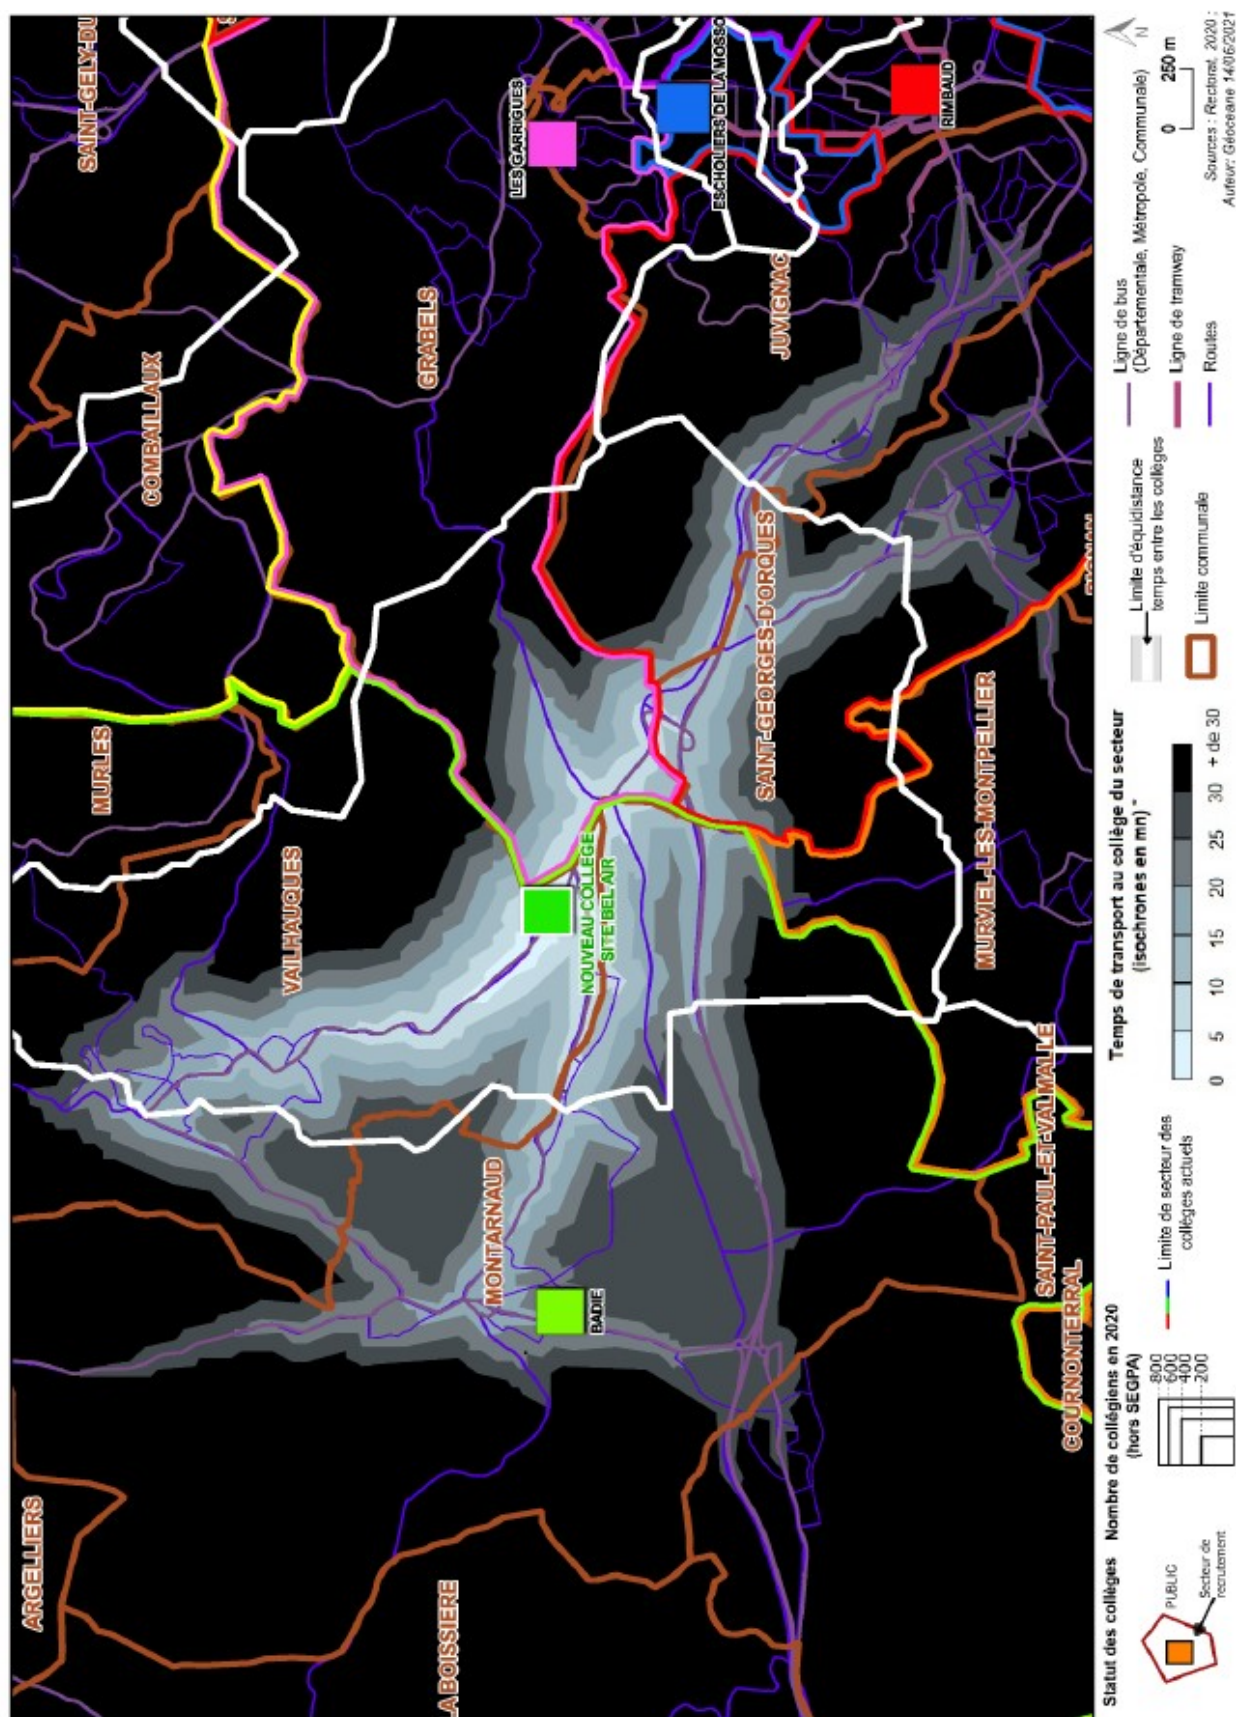 ARGELLIERS
MURLES
COMBAILLAUX
SAINT-GELY-DU
VAILHAUQUES
GRABELS
LES GARRIGUES
MONTARNAUD
NOUVEAU COLLEGE
SITE BEL AIR
BADIE
ESCHOLIERS DE LA MOSSO
JUVIGNAC
SAINT-GEORGES-D'ORQUES
RIMBAUD
ABOISSIERE
MURVIEL-LES-MONTPELLIER
SAINT-PAUL-ET-VALMALLE
COURNONTERRAL
Statut des collèges
PUBLIC
Secteur de
recrutement
Nombre de collégiens en 2020
(hors SEGPA)
800
600
400
200
Limite de secteur des
collèges actuels
Temps de transport au collège du secteur
(isochrones en mn) *
0 5 10 15 20 25 30 + de 30
Limite d'équidistance
temps entre les collèges
Limite communale
Ligne de bus
(Départementale, Métropole, Communale)
Ligne de tramway
Routes
N
0 250 m
Sources : Rectorat, 2020 :
Auteur: Géoceane 14/06/2021